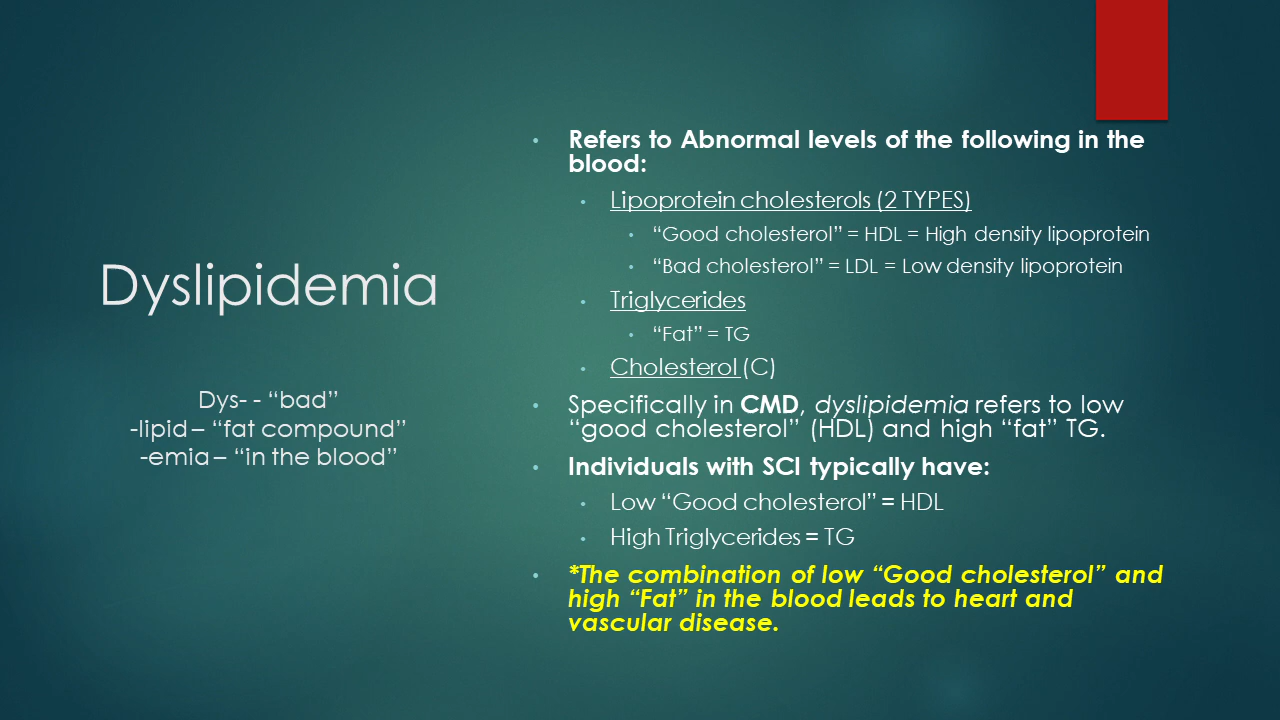 Dyslipidemia
Dys- - “bad”
-lipid – “fat compound”
-emia – “in the blood”
• Refers to Abnormal levels of the following in the
blood:
• Lipoprotein cholesterols (2 TYPES)
• “Good cholesterol” = HDL = High density lipoprotein
• “Bad cholesterol” = LDL = Low density lipoprotein
• Triglycerides
• “Fat” = TG
• Cholesterol (C)
• Specifically in CMD, dyslipidemia refers to low
“good cholesterol” (HDL) and high “fat” TG.
• Individuals with SCI typically have:
• Low “Good cholesterol” = HDL
• High Triglycerides = TG
• *The combination of low “Good cholesterol” and
high “Fat” in the blood leads to heart and
vascular disease.